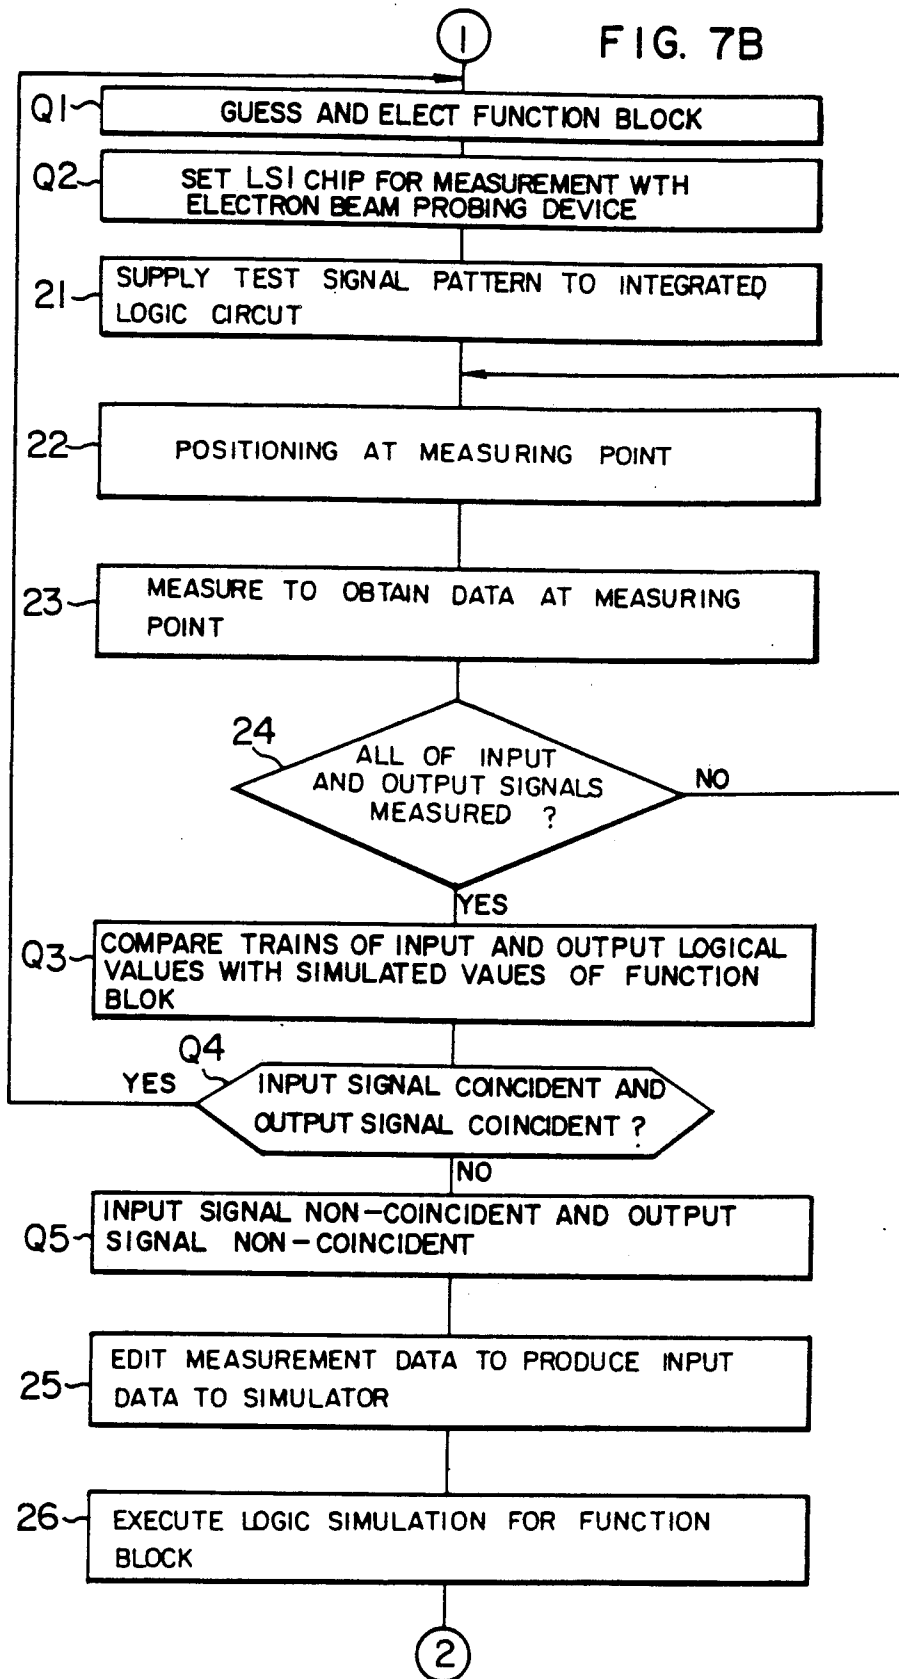 1
FIG. 7B
Q1
GUESS AND ELECT FUNCTION BLOCK
Q2
SET LSI CHIP FOR MEASUREMENT WTH
ELECTRON BEAM PROBING DEVICE
21
SUPPLY TEST SIGNAL PATTERN TO INTEGRATED
LOGIC CIRCUT
22
POSITIONING AT MEASURING POINT
23
MEASURE TO OBTAIN DATA AT MEASURING
POINT
24
ALL OF INPUT
AND OUTPUT SIGNALS
MEASURED ?
NO
YES
Q3
COMPARE TRAINS OF INPUT AND OUTPUT LOGICAL
VALUES WITH SIMULATED VAUES OF FUNCTION
BLOK
Q4
YES
INPUT SIGNAL COINCIDENT AND
OUTPUT SIGNAL COINCIDENT ?
NO
Q5
INPUT SIGNAL NON-COINCIDENT AND OUTPUT
SIGNAL NON-COINCIDENT
25
EDIT MEASUREMENT DATA TO PRODUCE INPUT
DATA TO SIMULATOR
26
EXECUTE LOGIC SIMULATION FOR FUNCTION
BLOCK
2